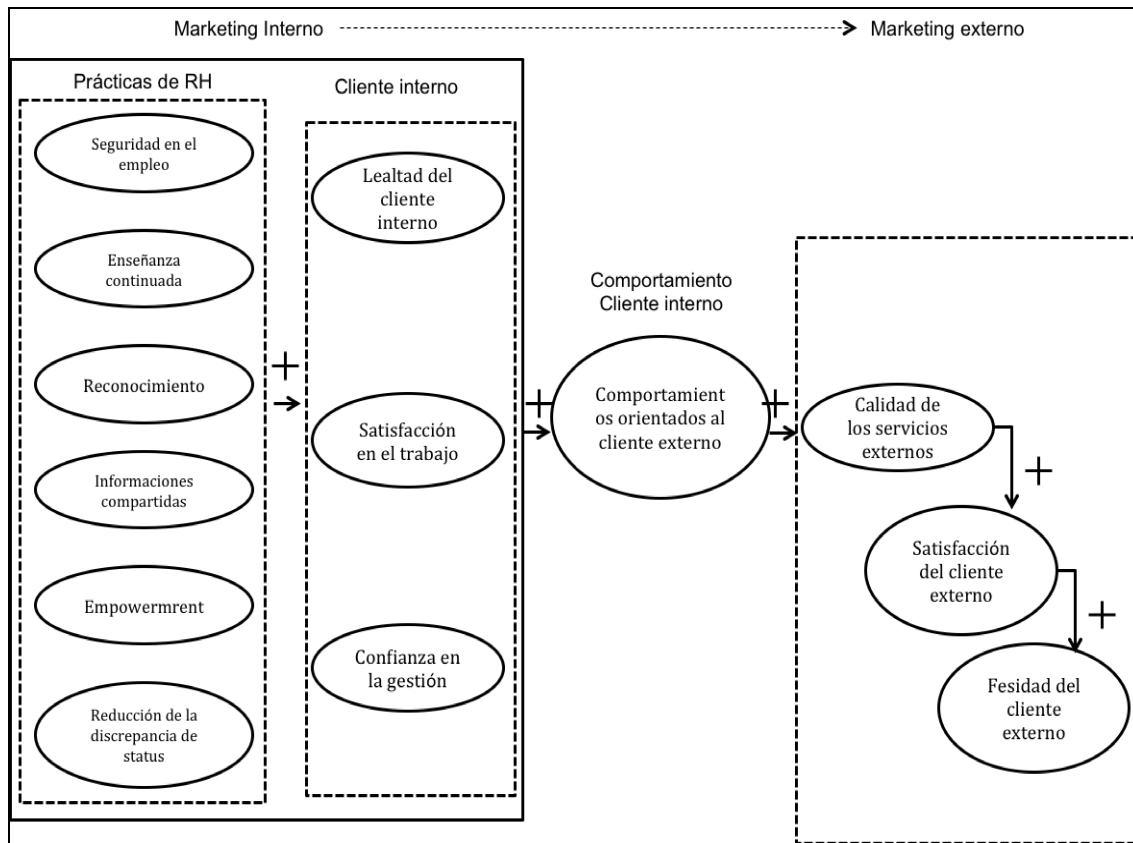 Marketing Interno
Marketing externo
Prácticas de RH
Cliente interno
Seguridad en el
empleo
Enseñanza
continuada
Reconocimiento
Informaciones
compartidas
Empowermrent
Reducción de la
discrepancia de
status
+
Lealtad del
cliente
interno
Satisfacción
en el trabajo
Confianza en
la gestión
+
Comportamiento
Cliente interno
Comportamient
os orientados al
cliente externo
+
Calidad de
los servicios
externos
+
Satisfacción
del cliente
externo
+
Fesidad del
cliente
externo